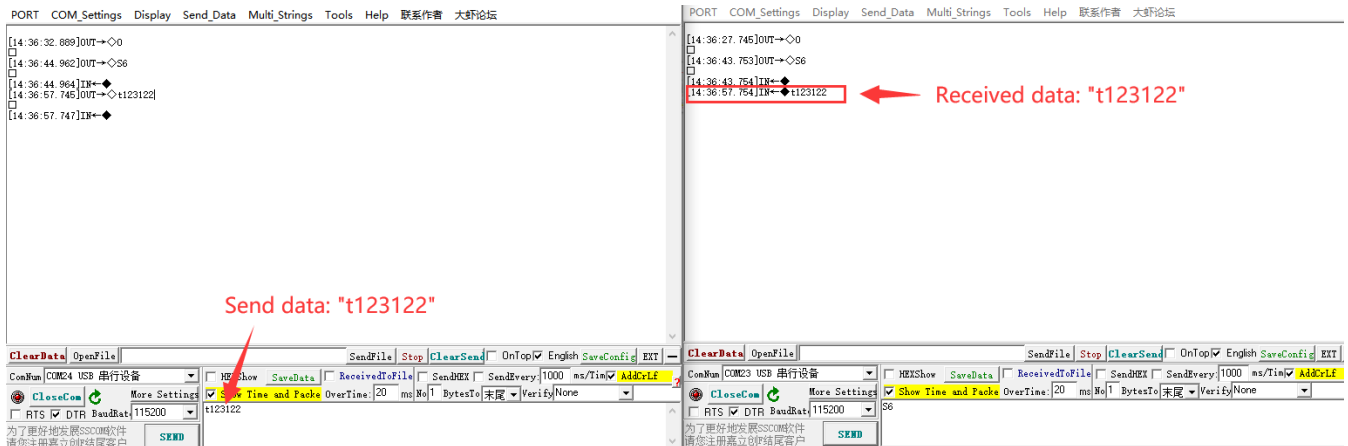 PORT COM_Settings Display Send_Data Multi_Strings Tools Help 联系作者 大虾论坛
[14:36:32.889]OUT→◇O
□
[14:36:44.962]OUT→◇S6
□
[14:36:44.964]IN←◆
[14:36:57.745]OUT→◇t123122
□
[14:36:57.747]IN←◆
Send data: "t123122"
ClearData OpenFile SendFile Stop ClearSend OnTop English SaveConfig EXT —
ComNum COM24 USB 串行设备 HEXShow SaveData ReceivedToFile SendHEX SendEvery: 1000 ms/Tim AddCrLf
CloseCom More Settings Show Time and Packe OverTime: 20 ms No 1 BytesTo 末尾 Verify None
RTS DTR BaudRat: 115200 t123122
为了更好地发展SSCOM软件
请您注册嘉立创F结尾客户 SEND
PORT COM_Settings Display Send_Data Multi_Strings Tools Help 联系作者 大虾论坛
[14:36:27.745]OUT→◇O
□
[14:36:43.753]OUT→◇S6
□
[14:36:43.754]IN←◆
[14:36:57.754]IN←◆t123122
Received data: "t123122"
ClearData OpenFile SendFile Stop ClearSend OnTop English SaveConfig EXT
ComNum COM23 USB 串行设备 HEXShow SaveData ReceivedToFile SendHEX SendEvery: 1000 ms/Tim AddCrLf
CloseCom More Settings Show Time and Packe OverTime: 20 ms No 1 BytesTo 末尾 Verify None
RTS DTR BaudRat: 115200 S6
为了更好地发展SSCOM软件
请您注册嘉立创F结尾客户 SEND